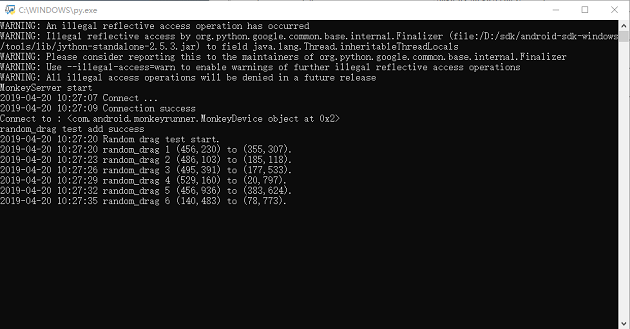 C:\WINDOWS\py.exe
WARNING: An illegal reflective access operation has occurred
WARNING: Illegal reflective access by org.python.google.common.base.internal.Finalizer (file:/D:/sdk/android-sdk-windows
/tools/lib/jython-standalone-2.5.3.jar) to field java.lang.Thread.inheritableThreadLocals
WARNING: Please consider reporting this to the maintainers of org.python.google.common.base.internal.Finalizer
WARNING: Use --illegal-access=warn to enable warnings of further illegal reflective access operations
WARNING: All illegal access operations will be denied in a future release
MonkeyServer start
2019-04-20 10:27:07 Connect ...
2019-04-20 10:27:09 Connection success
Connect to : <com.android.monkeyrunner.MonkeyDevice object at 0x2>
random_drag test add success
2019-04-20 10:27:20 Random_drag test start.
2019-04-20 10:27:20 random_drag 1 (456,230) to (355,307).
2019-04-20 10:27:23 random_drag 2 (486,103) to (185,118).
2019-04-20 10:27:26 random_drag 3 (495,391) to (177,533).
2019-04-20 10:27:29 random_drag 4 (529,160) to (20,797).
2019-04-20 10:27:32 random_drag 5 (456,936) to (383,624).
2019-04-20 10:27:35 random_drag 6 (140,483) to (78,773).